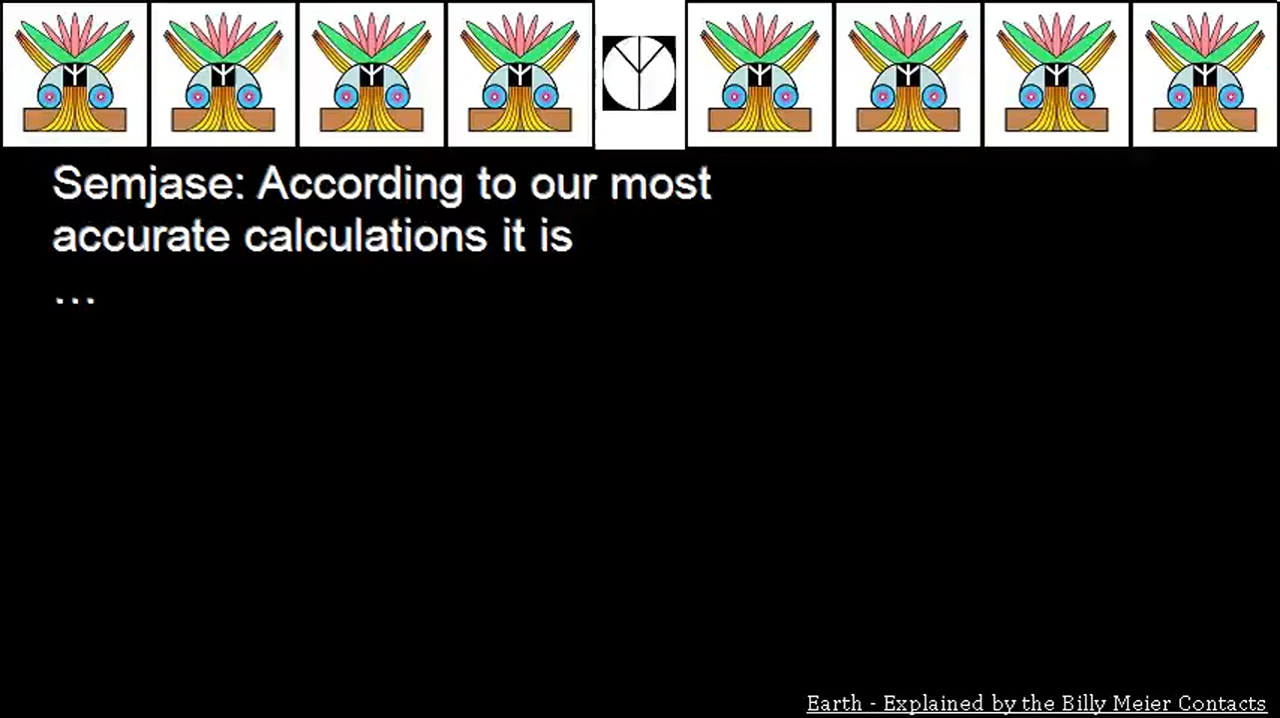 Semjase: According to our most
accurate calculations it is
…
Earth - Explained by the Billy Meier Contacts